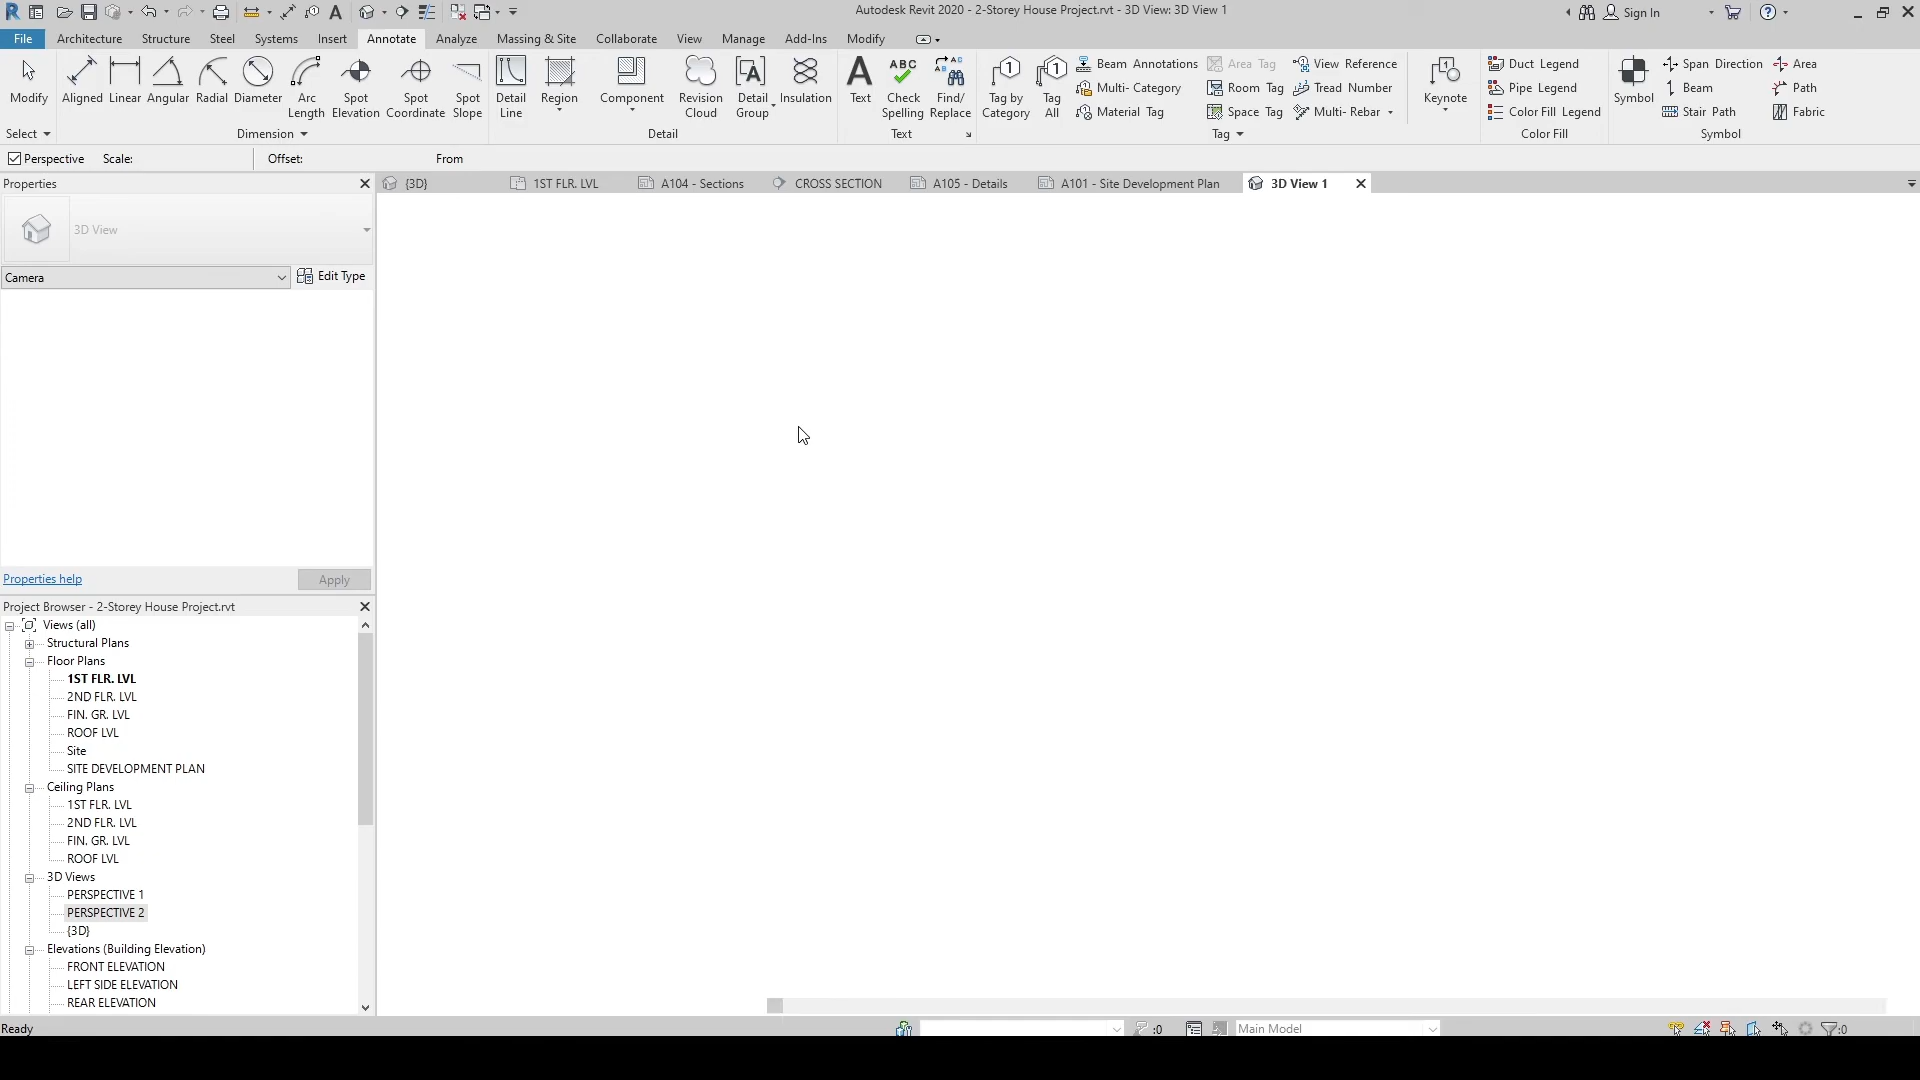 Autodesk Revit 2020 - 2-Storey House Project.rvt - 3D View: 3D View 1
Sign In
File Architecture Structure Steel Systems Insert Annotate Analyze Massing & Site Collaborate View Manage Add-Ins Modify
Modify
Aligned Linear Angular Radial Diameter Arc Length Spot Elevation Spot Coordinate Spot Slope
Detail Line Region Component Revision Cloud Detail Group Insulation
Text Check Spelling Find/ Replace
Tag by Category Tag All
Beam Annotations Area Tag View Reference
Multi- Category Room Tag Tread Number
Material Tag Space Tag Multi- Rebar
Keynote
Duct Legend
Pipe Legend
Color Fill Legend
Symbol
Span Direction Area
Beam Path
Stair Path Fabric
Select Dimension Detail Text Tag Color Fill Symbol
Perspective Scale: Offset: From
Properties
{3D} 1ST FLR. LVL A104 - Sections CROSS SECTION A105 - Details A101 - Site Development Plan 3D View 1
3D View
Camera Edit Type
Properties help Apply
Project Browser - 2-Storey House Project.rvt
Views (all)
Structural Plans
Floor Plans
1ST FLR. LVL
2ND FLR. LVL
FIN. GR. LVL
ROOF LVL
Site
SITE DEVELOPMENT PLAN
Ceiling Plans
1ST FLR. LVL
2ND FLR. LVL
FIN. GR. LVL
ROOF LVL
3D Views
PERSPECTIVE 1
PERSPECTIVE 2
{3D}
Elevations (Building Elevation)
FRONT ELEVATION
LEFT SIDE ELEVATION
REAR ELEVATION
Ready :0 Main Model :0